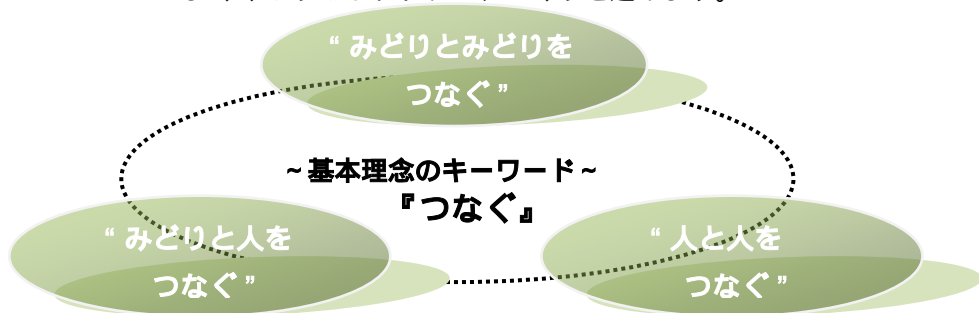 “ みどりとみどりを
つなぐ ”
~基本理念のキーワード~
『つなぐ』
“ みどりと人を
つなぐ ”
“ 人と人を
つなぐ ”